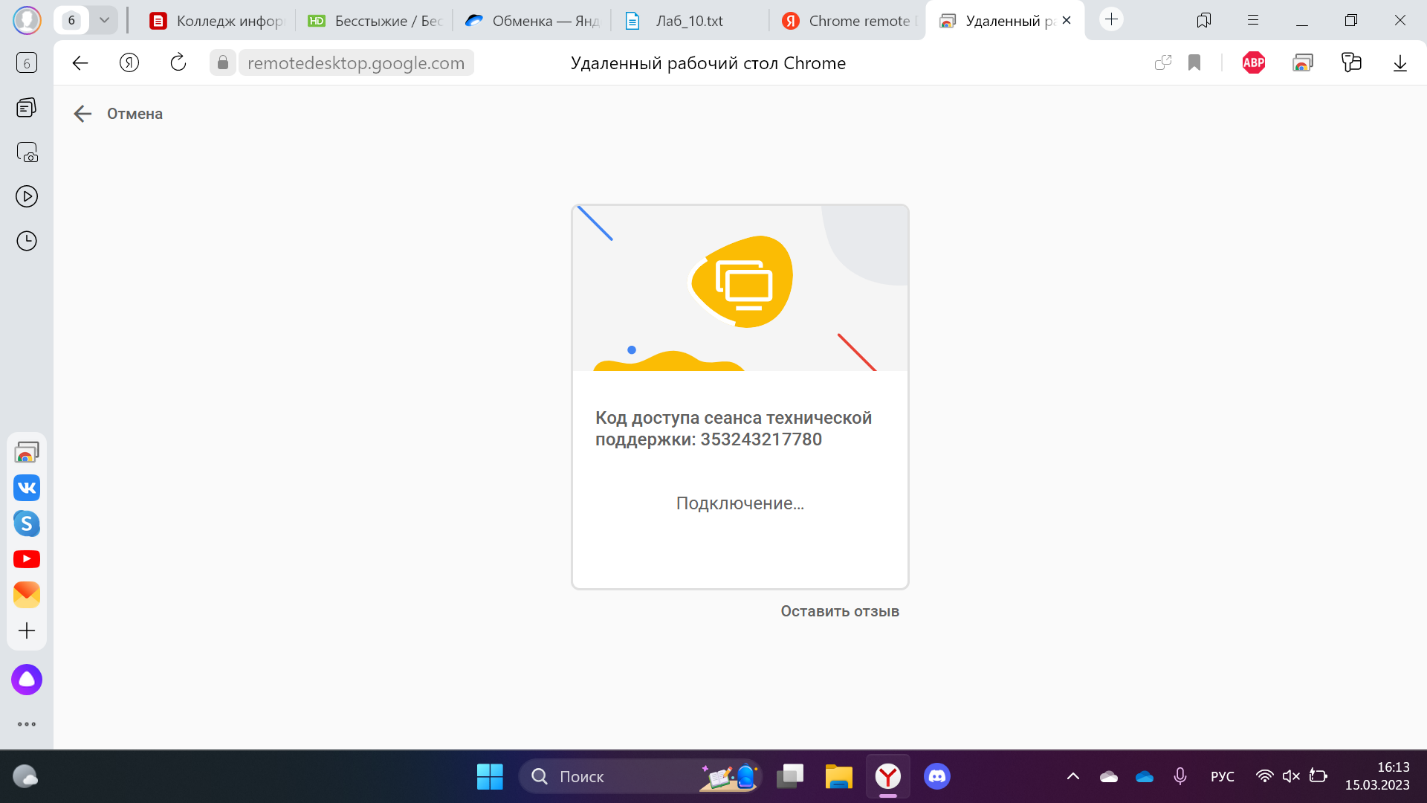 6
Колледж инфор
HD
Бесстыжие / Бес
Обменка — Янд
Лаб_10.txt
Я
Chrome remote
Удаленный ра
6
Я
remotedesktop.google.com
Удаленный рабочий стол Chrome
ABP
Отмена
Код доступа сеанса технической
поддержки: 353243217780
Подключение...
Оставить отзыв
Поиск
РУС
16:13
15.03.2023